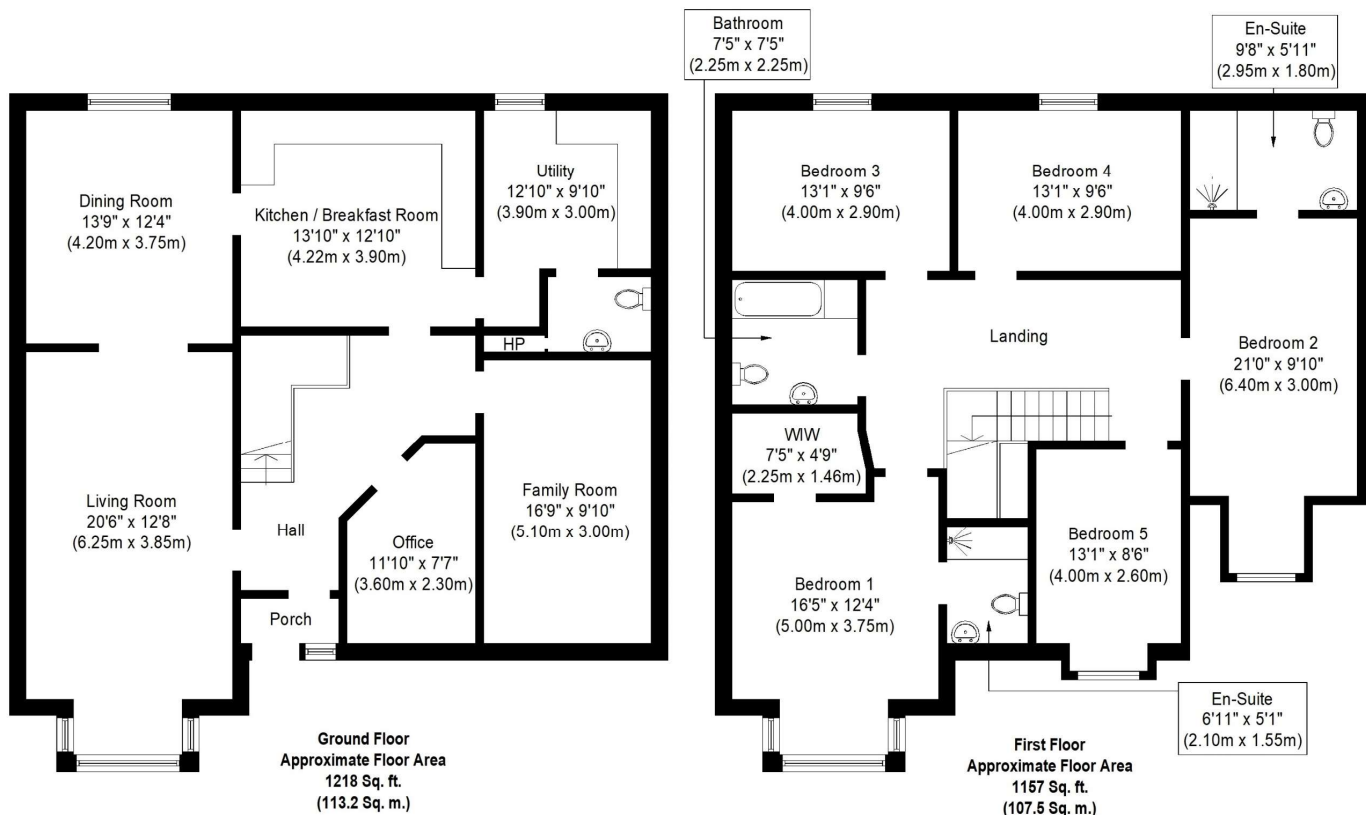 Bathroom
7'5" x 7'5"
(2.25m x 2.25m)
En-Suite
9'8" x 5'11"
(2.95m x 1.80m)
Dining Room
13'9" x 12'4"
(4.20m x 3.75m)
Kitchen / Breakfast Room
13'10" x 12'10"
(4.22m x 3.90m)
Utility
12'10" x 9'10"
(3.90m x 3.00m)
HP
Living Room
20'6" x 12'8"
(6.25m x 3.85m)
Hall
Porch
Office
11'10" x 7'7"
(3.60m x 2.30m)
Family Room
16'9" x 9'10"
(5.10m x 3.00m)
Ground Floor
Approximate Floor Area
1218 Sq. ft.
(113.2 Sq. m.)
Bedroom 3
13'1" x 9'6"
(4.00m x 2.90m)
Bedroom 4
13'1" x 9'6"
(4.00m x 2.90m)
Landing
Bedroom 2
21'0" x 9'10"
(6.40m x 3.00m)
WIW
7'5" x 4'9"
(2.25m x 1.46m)
Bedroom 1
16'5" x 12'4"
(5.00m x 3.75m)
Bedroom 5
13'1" x 8'6"
(4.00m x 2.60m)
En-Suite
6'11" x 5'1"
(2.10m x 1.55m)
First Floor
Approximate Floor Area
1157 Sq. ft.
(107.5 Sq. m.)